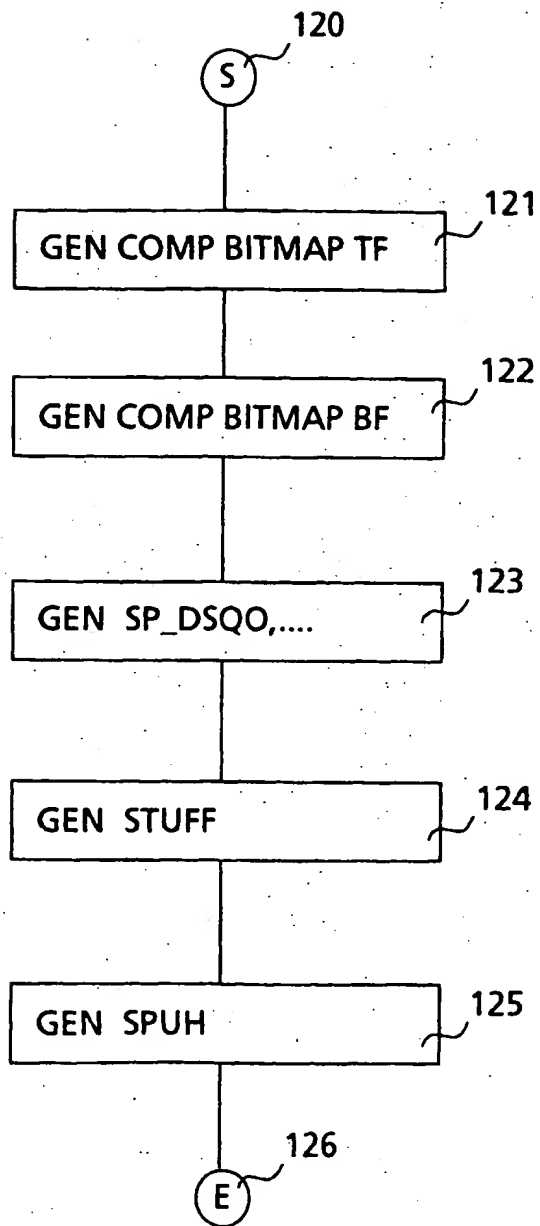 120
S
121
GEN COMP BITMAP TF
122
GEN COMP BITMAP BF
123
GEN SP_DSQO,....
124
GEN STUFF
125
GEN SPUH
126
E